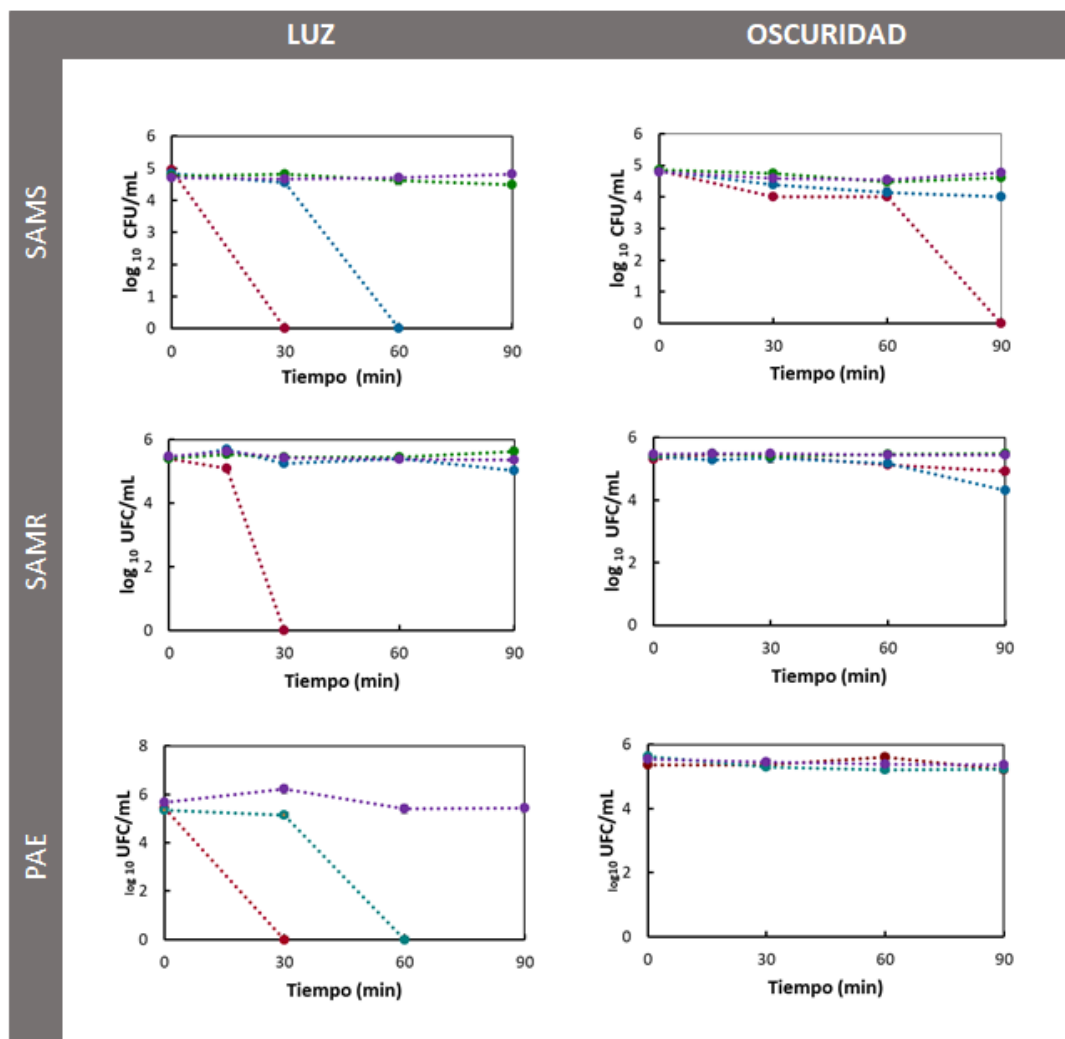 LUZ
OSCURIDAD
SAMS
log 10 CFU/mL
6
5
4
3
2
1
0
0 30 60 90
Tiempo (min)
log 10 CFU/mL
6
5
4
3
2
1
0
0 30 60 90
Tiempo (min)
SAMR
log 10 UFC/mL
6
4
2
0
0 30 60 90
Tiempo (min)
log 10 UFC/mL
6
4
2
0
0 30 60 90
Tiempo (min)
PAE
log 10 UFC/mL
8
6
4
2
0
0 30 60 90
Tiempo (min)
log10 UFC/mL
6
4
2
0
0 30 60 90
Tiempo (min)